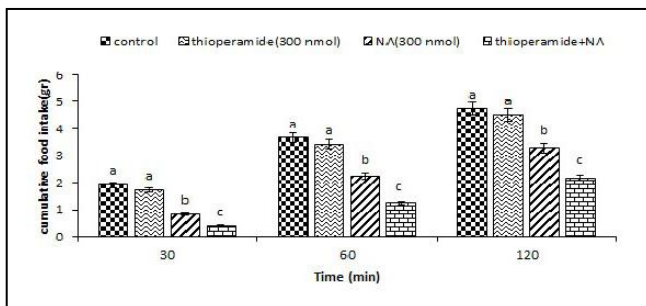 control thioperamide(300 nmol) NA(300 nmol) thioperamide+NA
cumulative food intake(gr)
6
5
4
3
2
1
0
a a b c
a a b c
a a b c
30 60 120
Time (min)